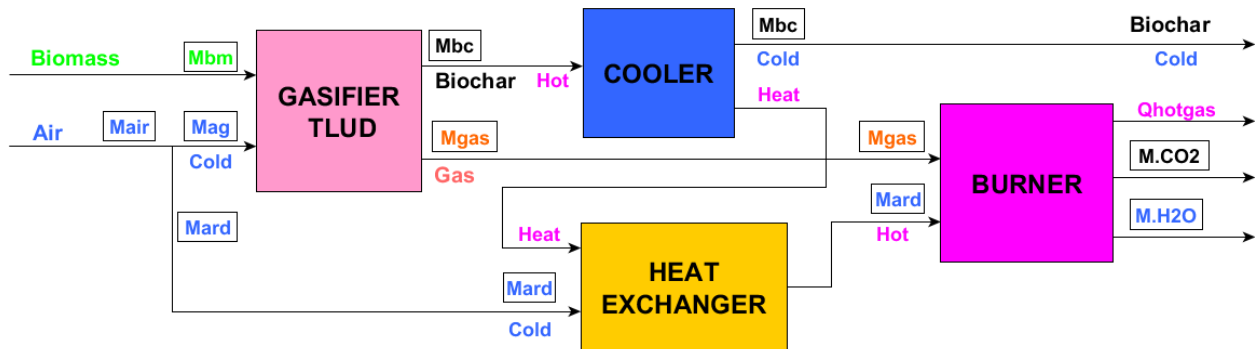 Biomass
Mbm
Air
Mair
Mag
Cold
Mard
GASIFIER
TLUD
Mbc
Biochar
Hot
Mgas
Gas
COOLER
Mbc
Cold
Heat
Biochar
Cold
Heat
Mard
Cold
HEAT
EXCHANGER
Mgas
Mard
Hot
BURNER
Qhotgas
M.CO2
M.H2O